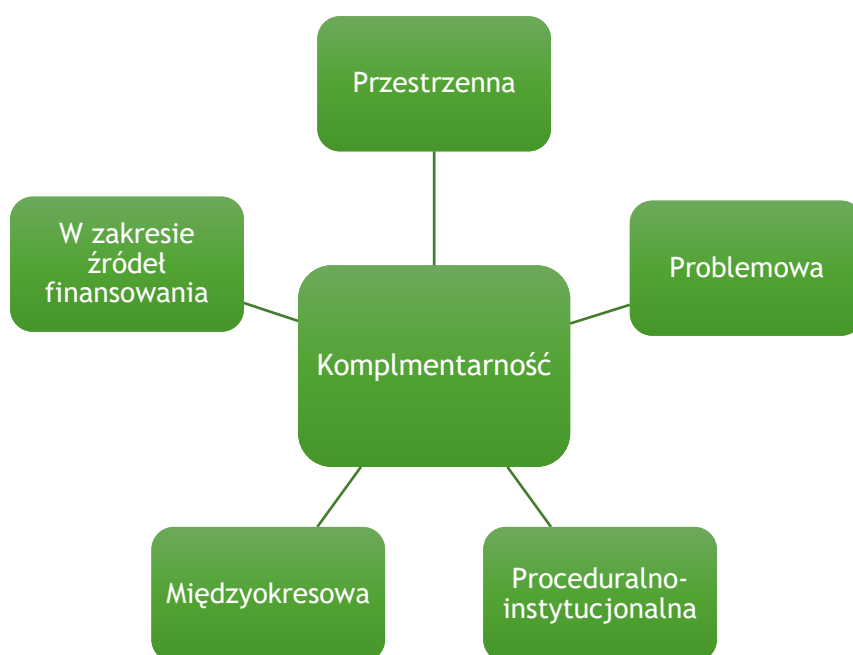 Przestrzenna
W zakresie
źródeł
finansowania
Problemowa
Komplmentarność
Międzyokresowa
Proceduralno-
instytucjonalna